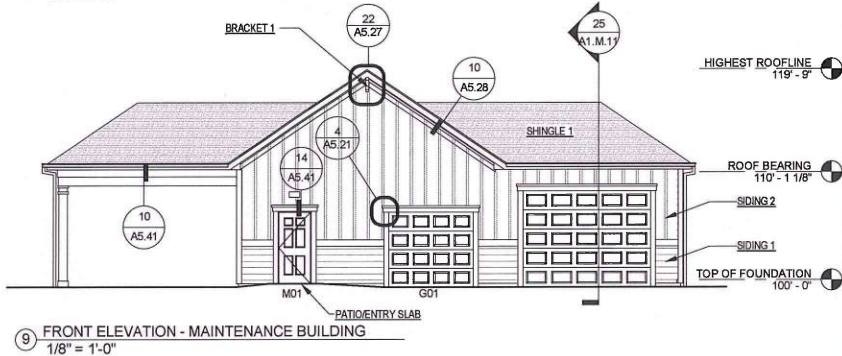 22
A5.27
BRACKET 1
25
A1.M.11
HIGHEST ROOFLINE
119' - 9"
10
A5.28
4
A5.21
SHINGLE 1
14
A5.41
ROOF BEARING
110' - 1 1/8"
10
A5.41
SIDING 2
SIDING 1
TOP OF FOUNDATION
100' - 0"
M01
G01
PATIO/ENTRY SLAB
9 FRONT ELEVATION - MAINTENANCE BUILDING
1/8" = 1'-0"